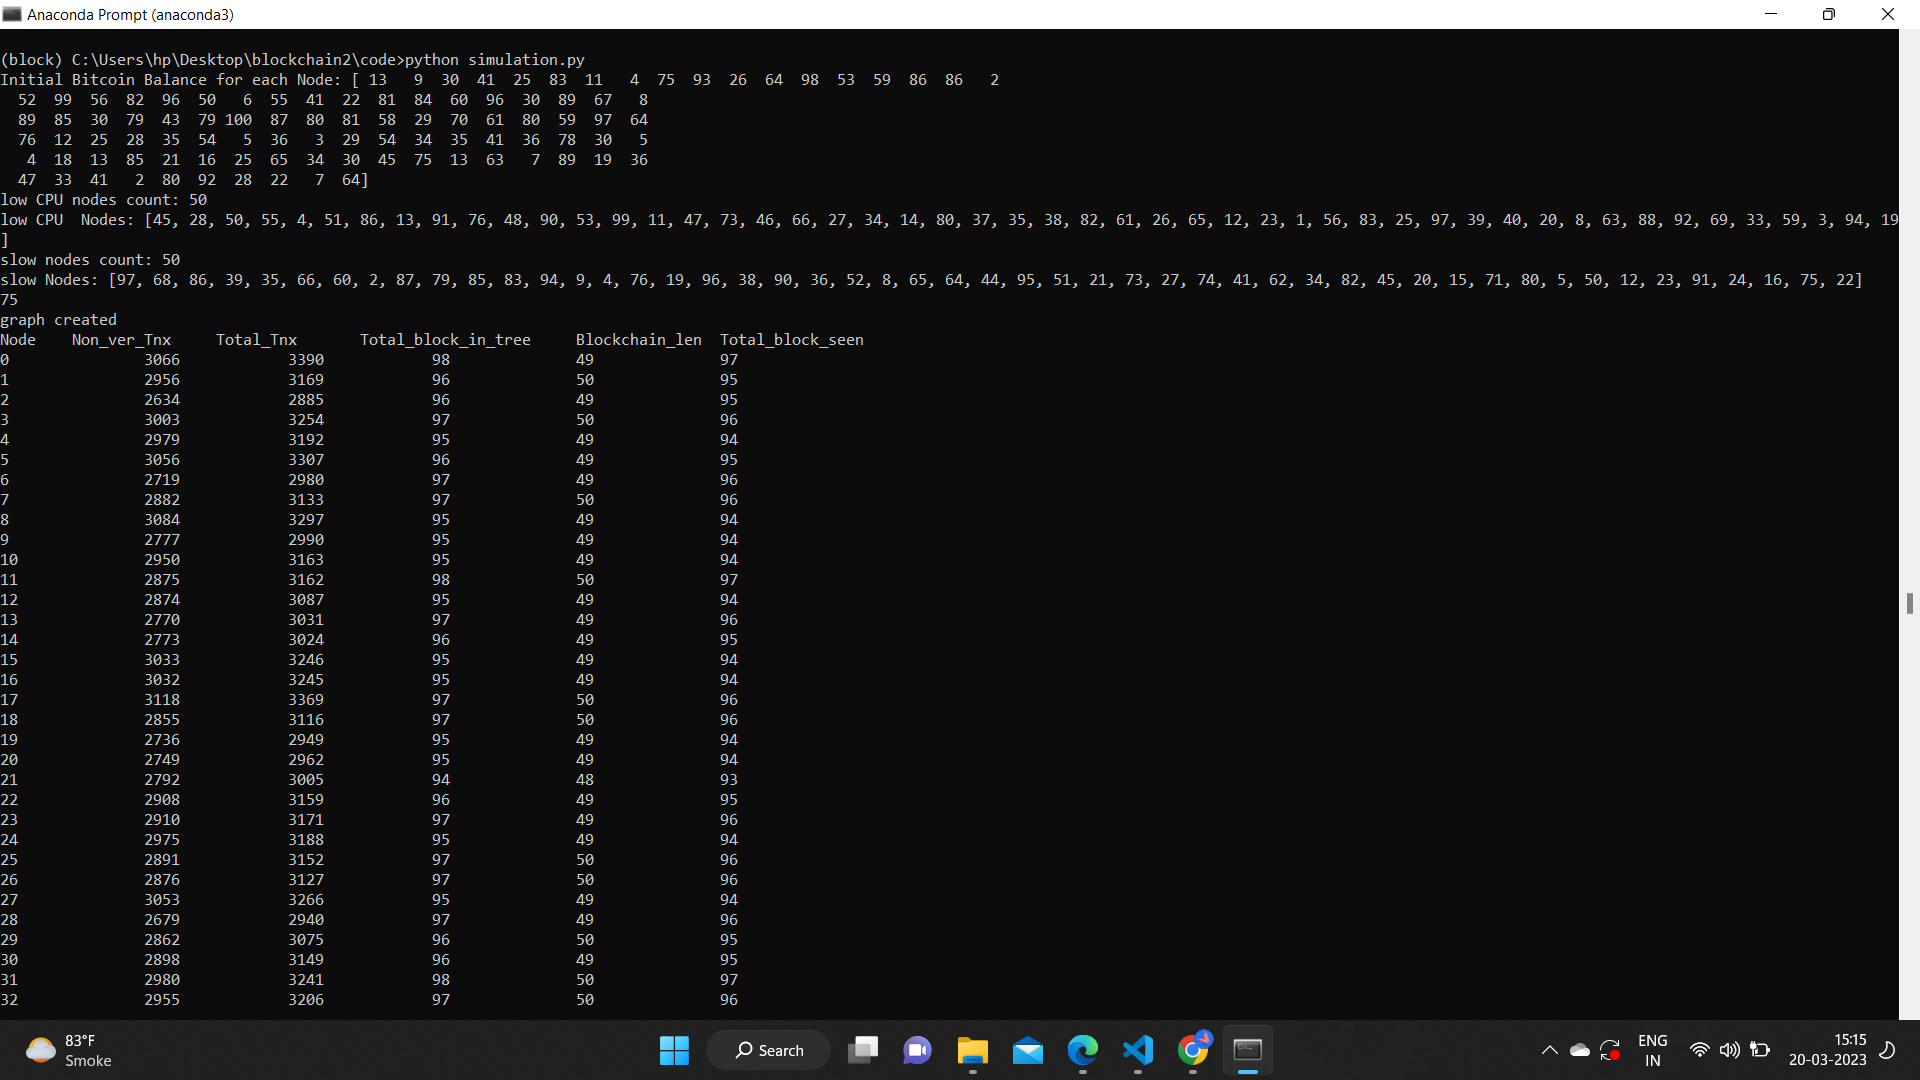 Anaconda Prompt (anaconda3)
(block) C:\Users\hp\Desktop\blockchain2\code>python simulation.py
Initial Bitcoin Balance for each Node: [ 13   9  30  41  25  83  11   4  75  93  26  64  98  53  59  86  86   2
  52  99  56  82  96  50   6  55  41  22  81  84  60  96  30  89  67   8
  89  85  30  79  43  79 100  87  80  81  58  29  70  61  80  59  97  64
  76  12  25  28  35  54   5  36   3  29  54  34  35  41  36  78  30   5
   4  18  13  85  21  16  25  65  34  30  45  75  13  63   7  89  19  36
  47  33  41   2  80  92  28  22   7  64]
low CPU nodes count: 50
low CPU  Nodes: [45, 28, 50, 55, 4, 51, 86, 13, 91, 76, 48, 90, 53, 99, 11, 47, 73, 46, 66, 27, 34, 14, 80, 37, 35, 38, 82, 61, 26, 65, 12, 23, 1, 56, 83, 25, 97, 39, 40, 20, 8, 63, 88, 92, 69, 33, 59, 3, 94, 19
]
slow nodes count: 50
slow Nodes: [97, 68, 86, 39, 35, 66, 60, 2, 87, 79, 85, 83, 94, 9, 4, 76, 19, 96, 38, 90, 36, 52, 8, 65, 64, 44, 95, 51, 21, 73, 27, 74, 41, 62, 34, 82, 45, 20, 15, 71, 80, 5, 50, 12, 23, 91, 24, 16, 75, 22]
75
graph created
Node    Non_ver_Tnx     Total_Tnx       Total_block_in_tree     Blockchain_len  Total_block_seen
0               3066            3390            98              49              97
1               2956            3169            96              50              95
2               2634            2885            96              49              95
3               3003            3254            97              50              96
4               2979            3192            95              49              94
5               3056            3307            96              49              95
6               2719            2980            97              49              96
7               2882            3133            97              50              96
8               3084            3297            95              49              94
9               2777            2990            95              49              94
10              2950            3163            95              49              94
11              2875            3162            98              50              97
12              2874            3087            95              49              94
13              2770            3031            97              49              96
14              2773            3024            96              49              95
15              3033            3246            95              49              94
16              3032            3245            95              49              94
17              3118            3369            97              50              96
18              2855            3116            97              50              96
19              2736            2949            95              49              94
20              2749            2962            95              49              94
21              2792            3005            94              48              93
22              2908            3159            96              49              95
23              2910            3171            97              49              96
24              2975            3188            95              49              94
25              2891            3152            97              50              96
26              2876            3127            97              50              96
27              3053            3266            95              49              94
28              2679            2940            97              49              96
29              2862            3075            96              50              95
30              2898            3149            96              49              95
31              2980            3241            98              50              97
32              2955            3206            97              50              96
83°F
Smoke
Search
ENG
IN
15:15
20-03-2023